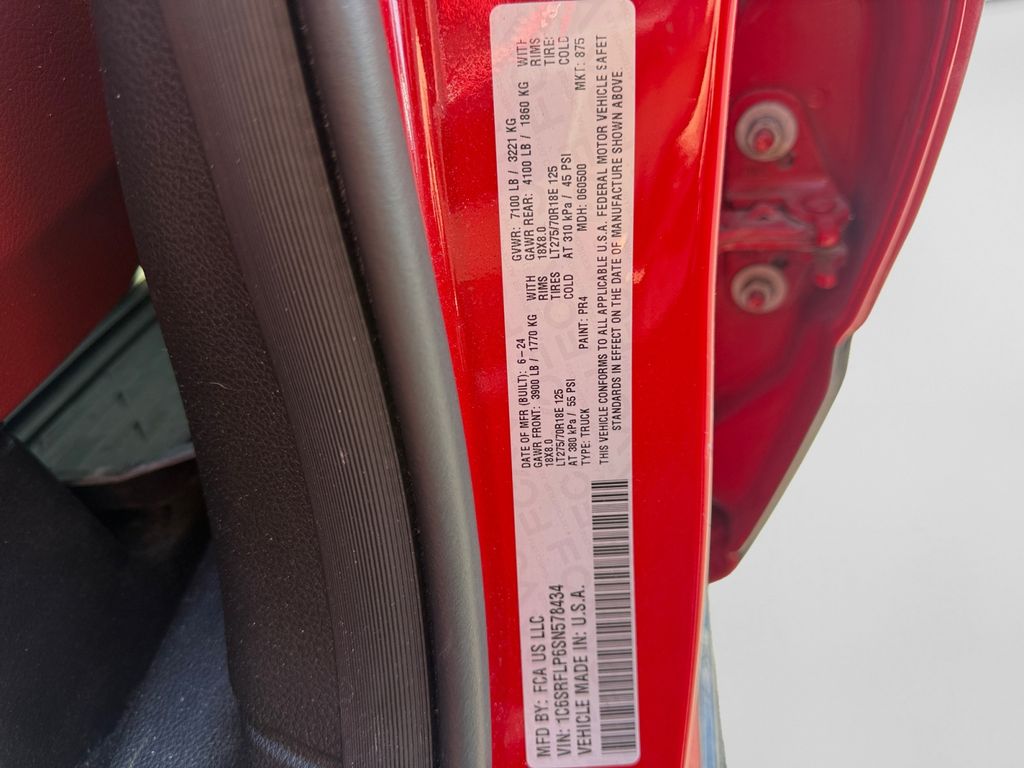 MFD BY: FCA US LLC
VIN: 1C6SRFLP6SN578434
VEHICLE MADE IN: U.S.A.
DATE OF MFR (BUILT): 6-24
GVWR: 7100 LB / 3221 KG
GAWR FRONT: 3900 LB / 1770 KG WITH
18X8.0 RIMS
LT275/70R18E 125 TIRES
AT 380 kPa / 55 PSI COLD
GAWR REAR: 4100 LB / 1860 KG WITH
18X8.0 RIMS
LT275/70R18E 125 TIRES
AT 310 kPa / 45 PSI COLD
TYPE: TRUCK PAINT: PR4 MDH: 060500 MKT: 875
THIS VEHICLE CONFORMS TO ALL APPLICABLE U.S.A. FEDERAL MOTOR VEHICLE SAFET
STANDARDS IN EFFECT ON THE DATE OF MANUFACTURE SHOWN ABOVE.